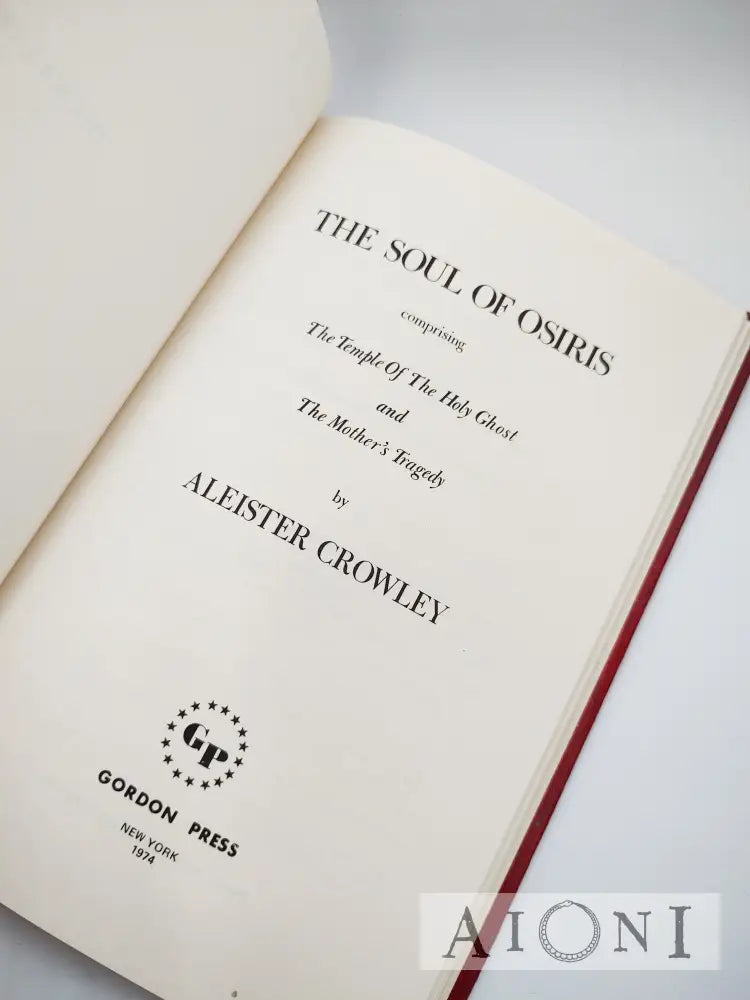 THE SOUL OF OSIRIS
comprising
The Temple Of The Holy Ghost
and
The Mother's Tragedy
by
ALEISTER CROWLEY
GP
GORDON PRESS
NEW YORK
1974
AIONI